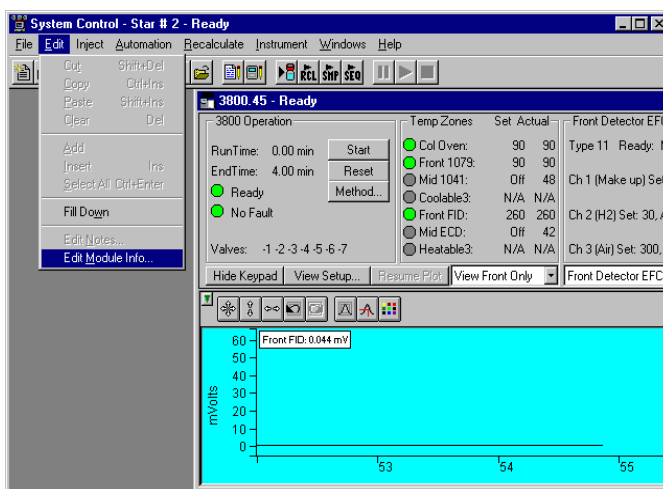 System Control - Star # 2 - Ready
File Edit Inject Automation Recalculate Instrument Windows Help
Cut Shift+Del
Copy Ctrl+Ins
Paste Shift+Ins
Clear Del
Add
Insert Ins
Select All Ctrl+Enter
Fill Down
Edit Notes...
Edit Module Info...
RCL SMP SEQ
3800.45 - Ready
3800 Operation
RunTime: 0.00 min Start
EndTime: 4.00 min Reset
Ready Method...
No Fault
Valves: -1 -2 -3 -4 -5 -6 -7
Temp Zones Set Actual
Col Oven: 90 90
Front 1079: 90 90
Mid 1041: Off 48
Coolable3: N/A N/A
Front FID: 260 260
Mid ECD: Off 42
Heatable3: N/A N/A
Front Detector EFC
Type 11 Ready:
Ch 1 (Make up) Set
Ch 2 (H2) Set: 30,
Ch 3 (Air) Set: 300,
Hide Keypad View Setup... Resume Plot View Front Only Front Detector EFC
Front FID: 0.044 mV
mVolts
60
50
40
30
20
10
0
53 54 55